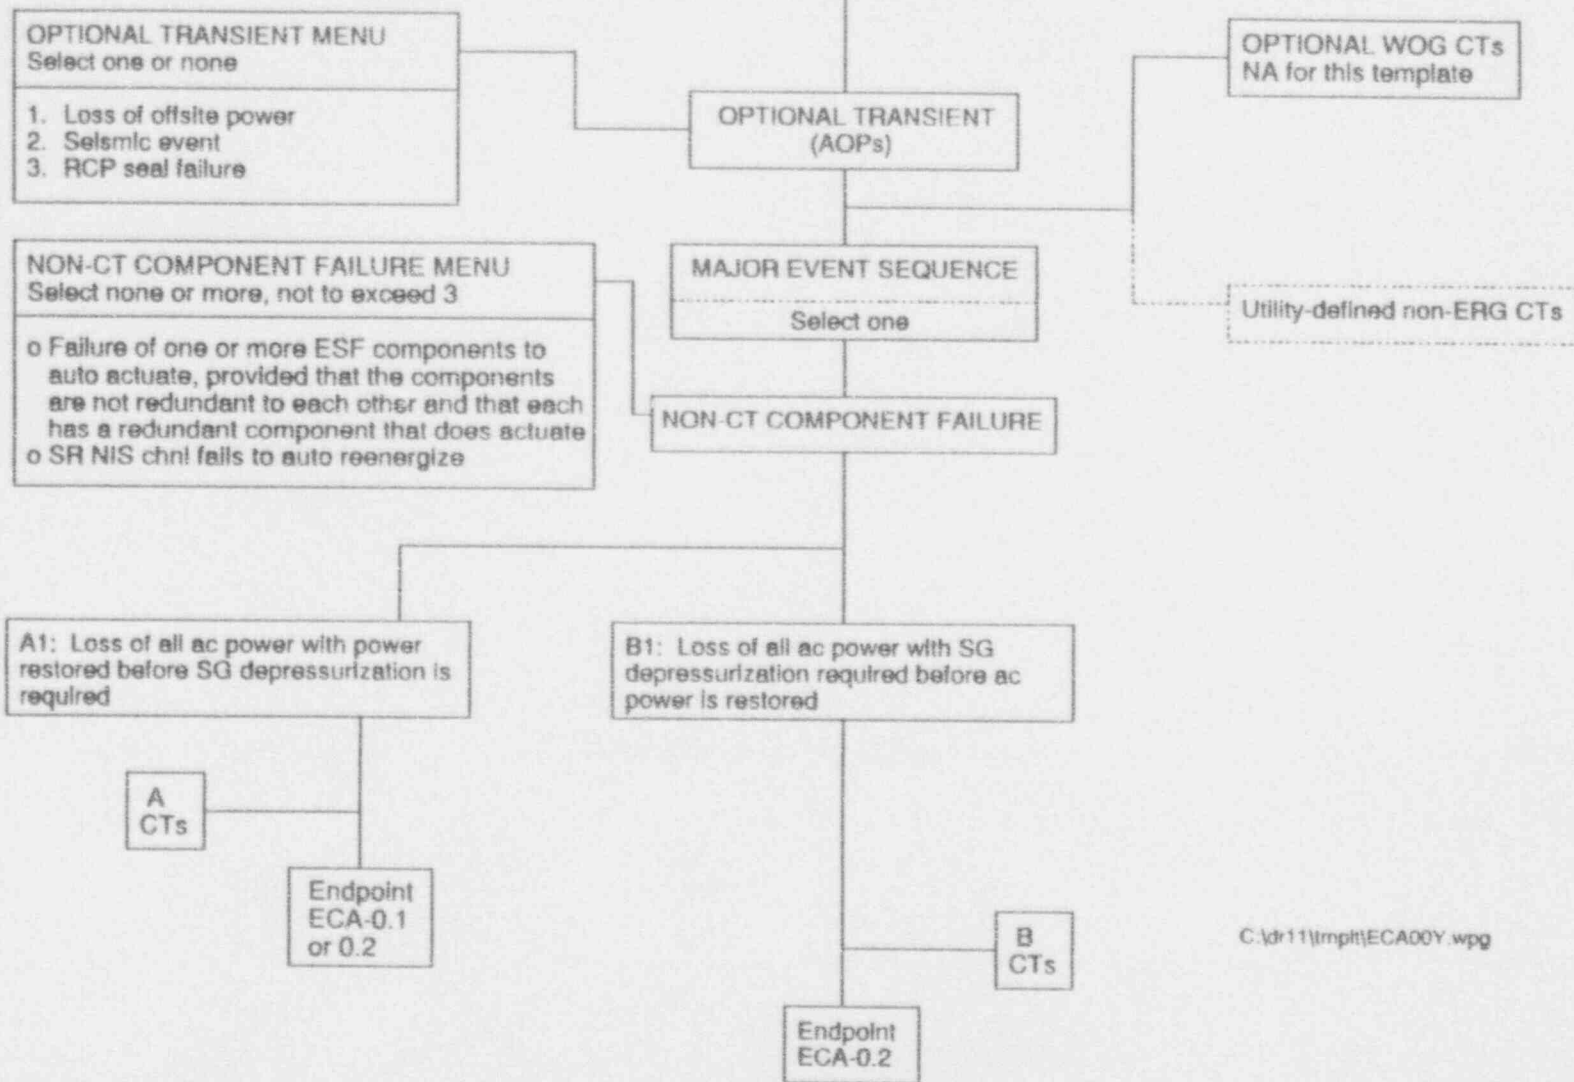 OPTIONAL TRANSIENT MENU
Select one or none
1. Loss of offsite power
2. Seismic event
3. RCP seal failure
OPTIONAL TRANSIENT
(AOPs)
OPTIONAL WOG CTs
NA for this template
NON-CT COMPONENT FAILURE MENU
Select none or more, not to exceed 3
o Failure of one or more ESF components to
auto actuate, provided that the components
are not redundant to each other and that each
has a redundant component that does actuate
o SR NIS chnl fails to auto reenergize
MAJOR EVENT SEQUENCE
Select one
Utility-defined non-ERG CTs
NON-CT COMPONENT FAILURE
A1: Loss of all ac power with power
restored before SG depressurization is
required
B1: Loss of all ac power with SG
depressurization required before ac
power is restored
A
CTs
Endpoint
ECA-0.1
or 0.2
B
CTs
C:\dr11\tmplt\ECA00Y.wpg
Endpoint
ECA-0.2